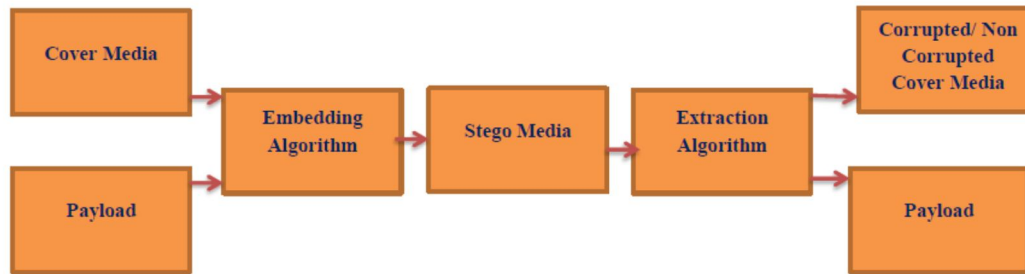 Cover Media
Payload
Embedding
Algorithm
Stego Media
Extraction
Algorithm
Corrupted/ Non
Corrupted
Cover Media
Payload